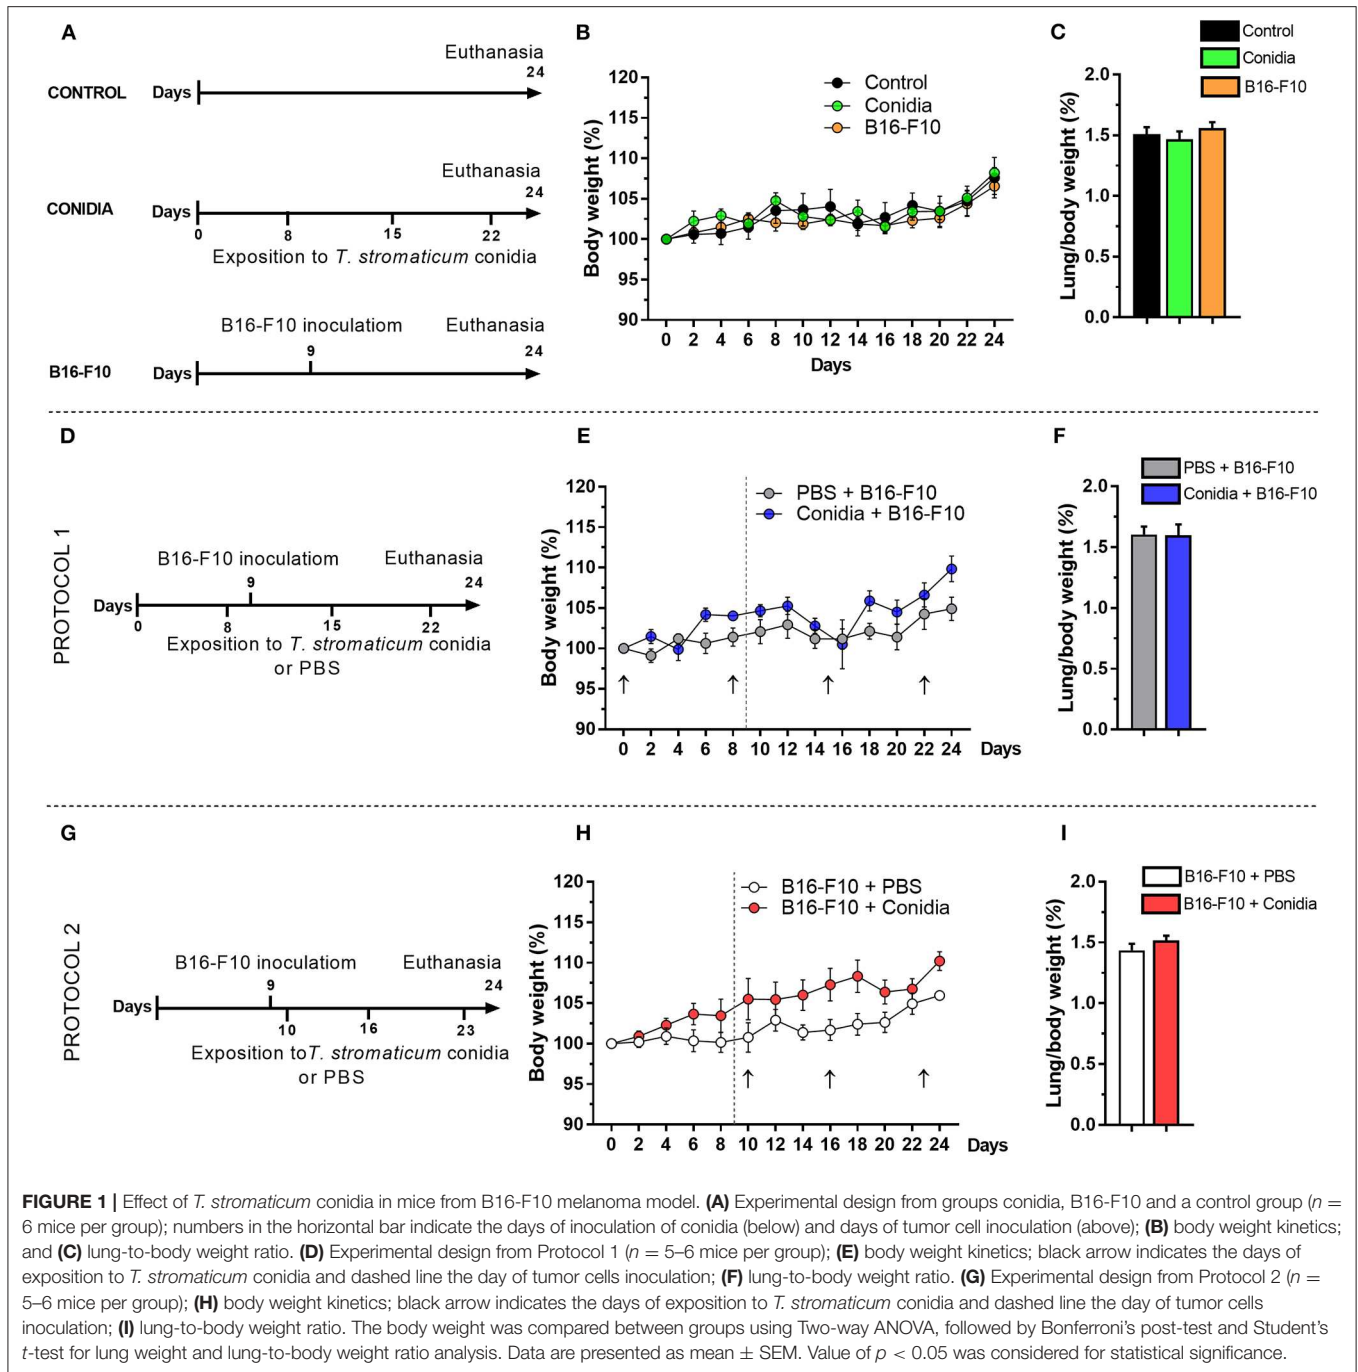 A
Euthanasia
24
CONTROL Days
Euthanasia
24
CONIDIA Days
0 8 15 22
Exposition to T. stromaticum conidia
B16-F10 inoculatiom Euthanasia
9 24
B16-F10 Days
B
Control
Conidia
B16-F10
Body weight (%)
120
115
110
105
100
95
90
0 2 4 6 8 10 12 14 16 18 20 22 24
Days
C
Control
Conidia
B16-F10
Lung/body weight (%)
2.0
1.5
1.0
0.5
0.0
D
PROTOCOL 1
B16-F10 inoculatiom Euthanasia
9 24
Days
0 8 15 22
Exposition to T. stromaticum conidia
or PBS
E
PBS + B16-F10
Conidia + B16-F10
Body weight (%)
120
115
110
105
100
95
90
0 2 4 6 8 10 12 14 16 18 20 22 24 Days
F
PBS + B16-F10
Conidia + B16-F10
Lung/body weight (%)
2.0
1.5
1.0
0.5
0.0
G
PROTOCOL 2
B16-F10 inoculatiom Euthanasia
9 24
Days
10 16 23
Exposition toT. stromaticum conidia
or PBS
H
B16-F10 + PBS
B16-F10 + Conidia
Body weight (%)
120
115
110
105
100
95
90
0 2 4 6 8 10 12 14 16 18 20 22 24 Days
I
B16-F10 + PBS
B16-F10 + Conidia
Lung/body weight (%)
2.0
1.5
1.0
0.5
0.0
FIGURE 1 | Effect of T. stromaticum conidia in mice from B16-F10 melanoma model. (A) Experimental design from groups conidia, B16-F10 and a control group (n =
6 mice per group); numbers in the horizontal bar indicate the days of inoculation of conidia (below) and days of tumor cell inoculation (above); (B) body weight kinetics;
and (C) lung-to-body weight ratio. (D) Experimental design from Protocol 1 (n = 5–6 mice per group); (E) body weight kinetics; black arrow indicates the days of
exposition to T. stromaticum conidia and dashed line the day of tumor cells inoculation; (F) lung-to-body weight ratio. (G) Experimental design from Protocol 2 (n =
5–6 mice per group); (H) body weight kinetics; black arrow indicates the days of exposition to T. stromaticum conidia and dashed line the day of tumor cells
inoculation; (I) lung-to-body weight ratio. The body weight was compared between groups using Two-way ANOVA, followed by Bonferroni's post-test and Student's
t-test for lung weight and lung-to-body weight ratio analysis. Data are presented as mean ± SEM. Value of p < 0.05 was considered for statistical significance.